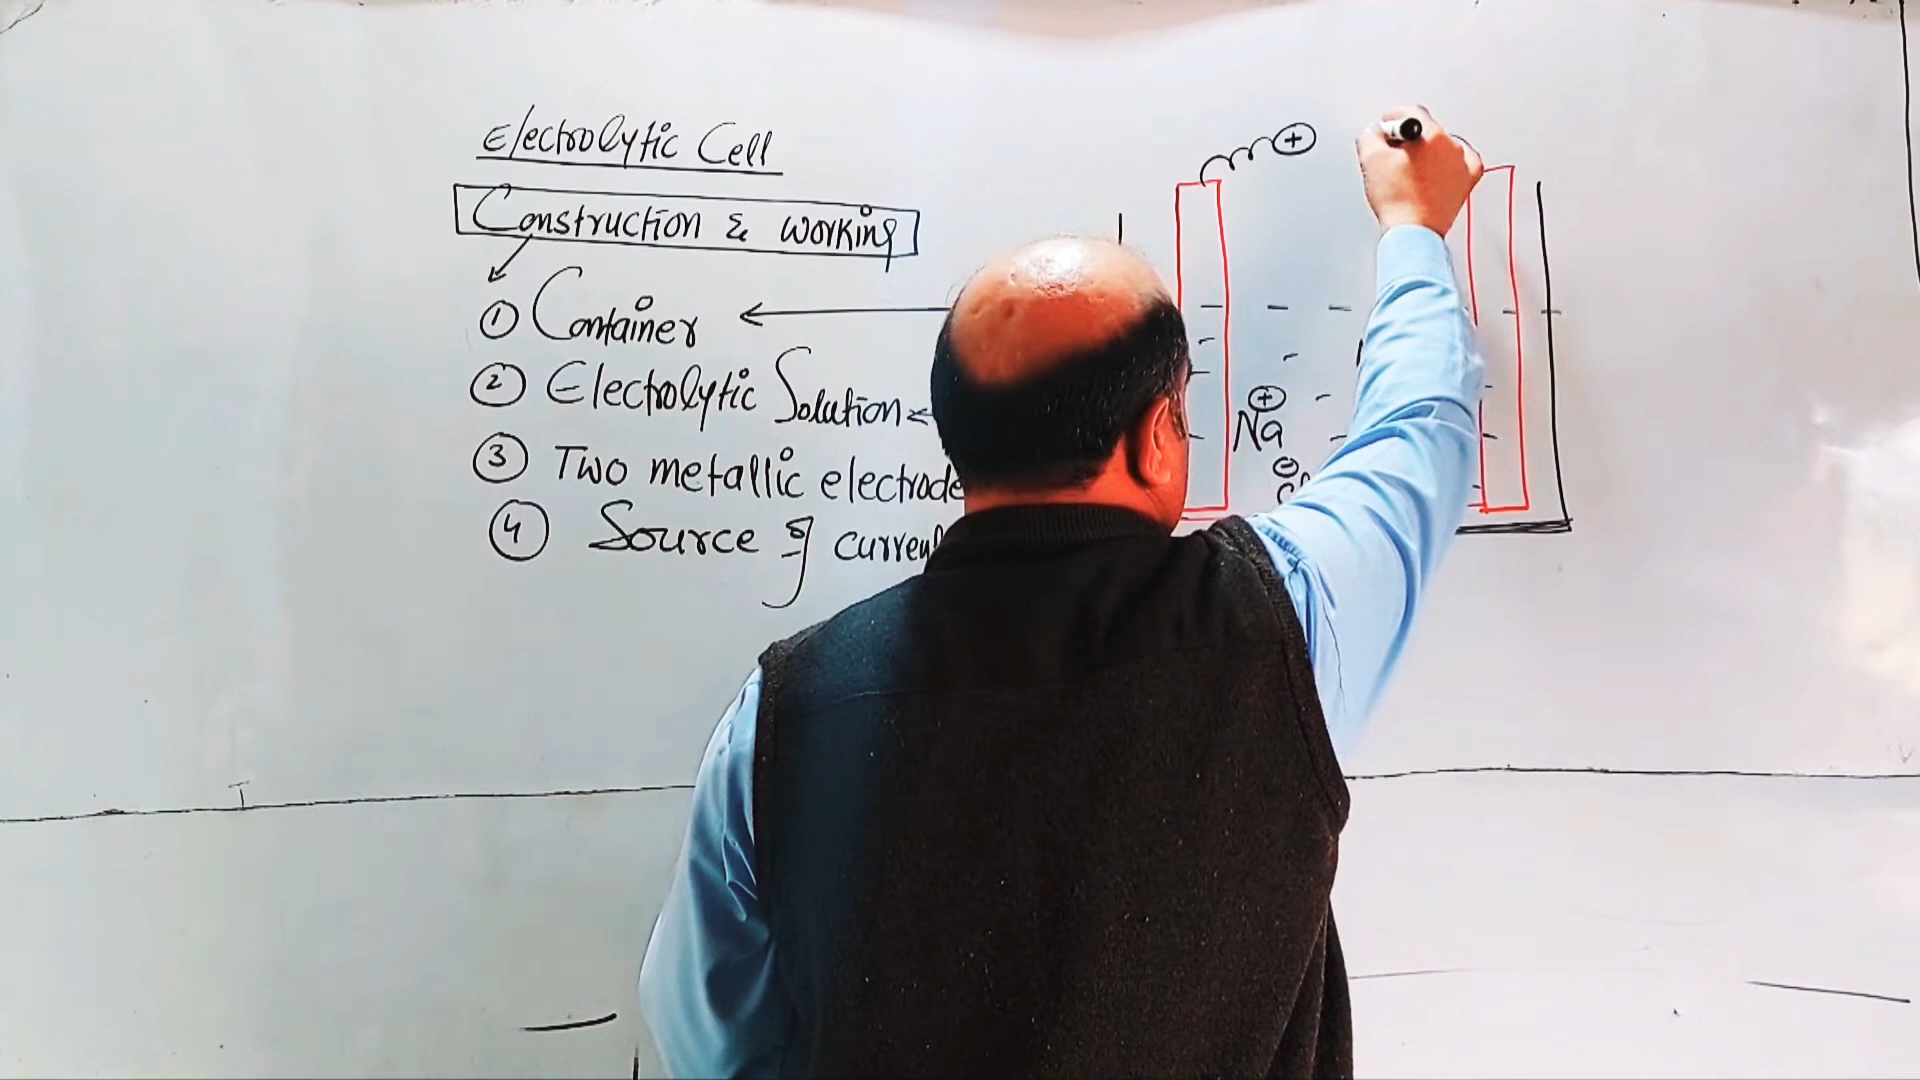 Electrolytic Cell
Construction & working
① Container
② Electrolytic Solution
③ Two metallic electrode
④ Source of current
+
+
Na